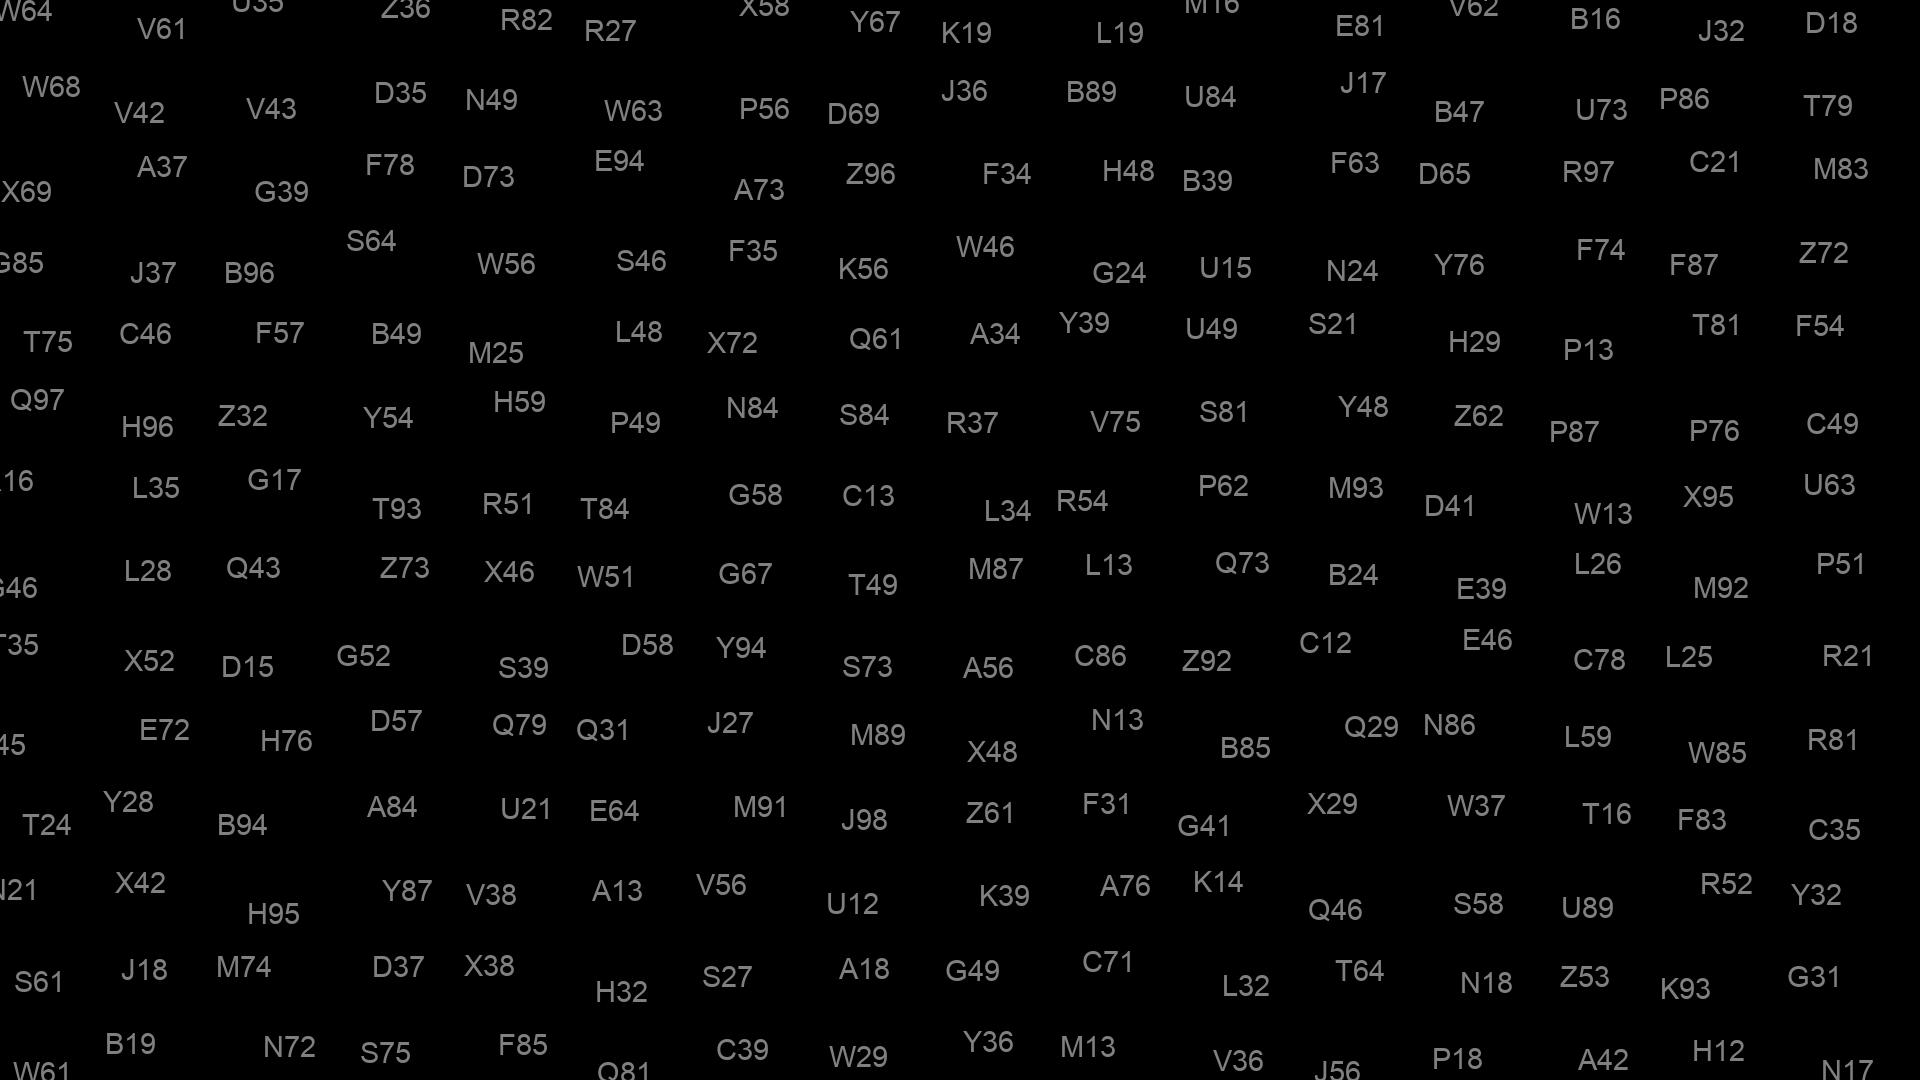 W64 V61 U35 Z36 R82 R27 X58 Y67 K19 L19 M16 E81 V62 B16 J32 D18
W68 V42 V43 D35 N49 W63 P56 D69 J36 B89 U84 J17 B47 U73 P86 T79
X69 A37 G39 F78 D73 E94 A73 Z96 F34 H48 B39 F63 D65 R97 C21 M83
G85 J37 B96 S64 W56 S46 F35 K56 W46 G24 U15 N24 Y76 F74 F87 Z72
T75 C46 F57 B49 M25 L48 X72 Q61 A34 Y39 U49 S21 H29 P13 T81 F54
Q97 H96 Z32 Y54 H59 P49 N84 S84 R37 V75 S81 Y48 Z62 P87 P76 C49
16 L35 G17 T93 R51 T84 G58 C13 L34 R54 P62 M93 D41 W13 X95 U63
G46 L28 Q43 Z73 X46 W51 G67 T49 M87 L13 Q73 B24 E39 L26 M92 P51
T35 X52 D15 G52 S39 D58 Y94 S73 A56 C86 Z92 C12 E46 C78 L25 R21
45 E72 H76 D57 Q79 Q31 J27 M89 X48 N13 B85 Q29 N86 L59 W85 R81
T24 Y28 B94 A84 U21 E64 M91 J98 Z61 F31 G41 X29 W37 T16 F83 C35
N21 X42 H95 Y87 V38 A13 V56 U12 K39 A76 K14 Q46 S58 U89 R52 Y32
S61 J18 M74 D37 X38 H32 S27 A18 G49 C71 L32 T64 N18 Z53 K93 G31
W61 B19 N72 S75 F85 Q81 C39 W29 Y36 M13 V36 J56 P18 A42 H12 N17